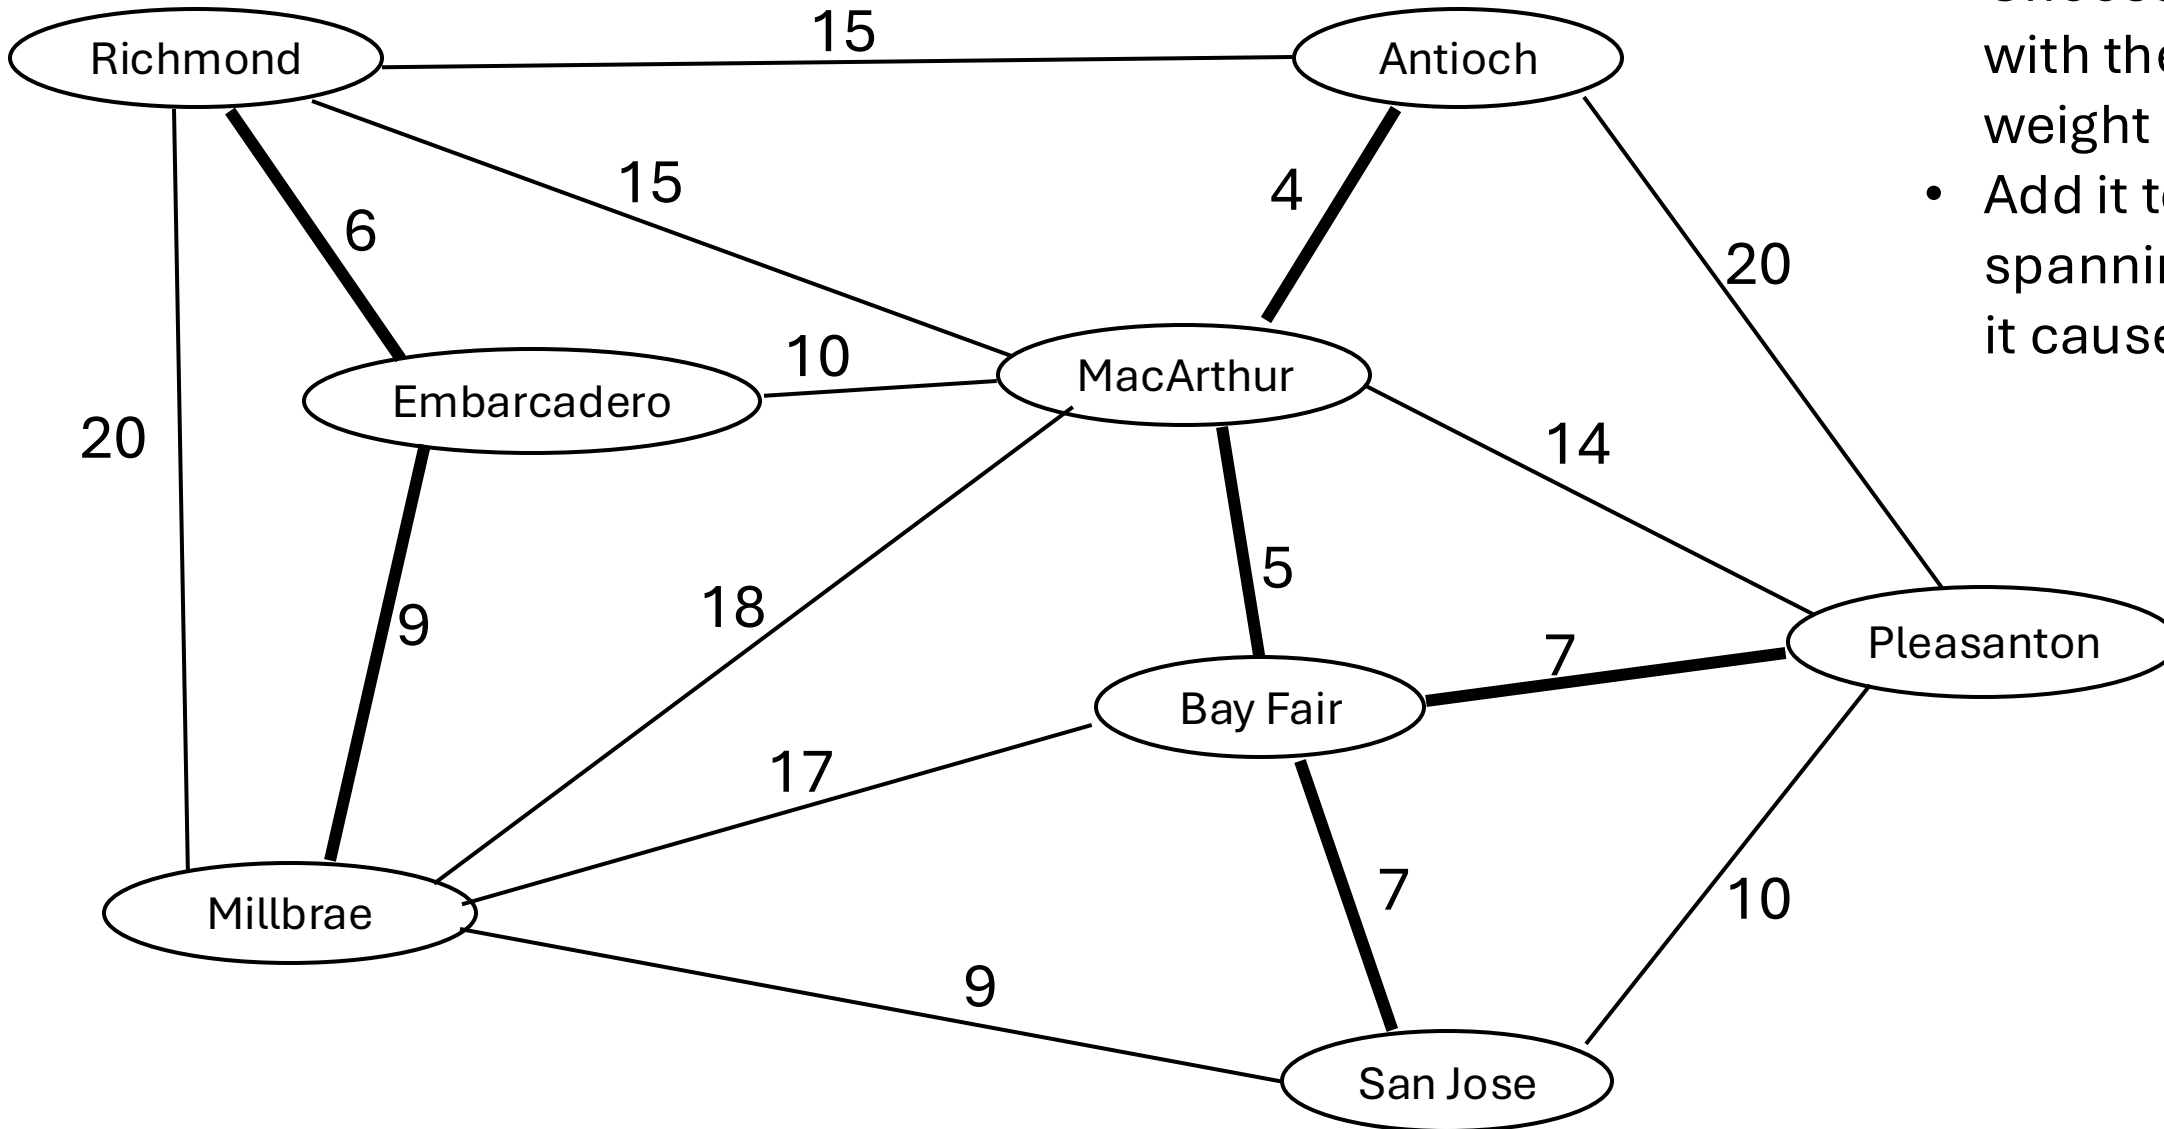 15
Richmond
Antioch
with the
weight
15
4
• Add it to
6
20
10
MacArthur
it cause
Embarcadero
20
14
5
18
9
7
Pleasanton
Bay Fair
17
7
10
Millbrae
9
San Jose